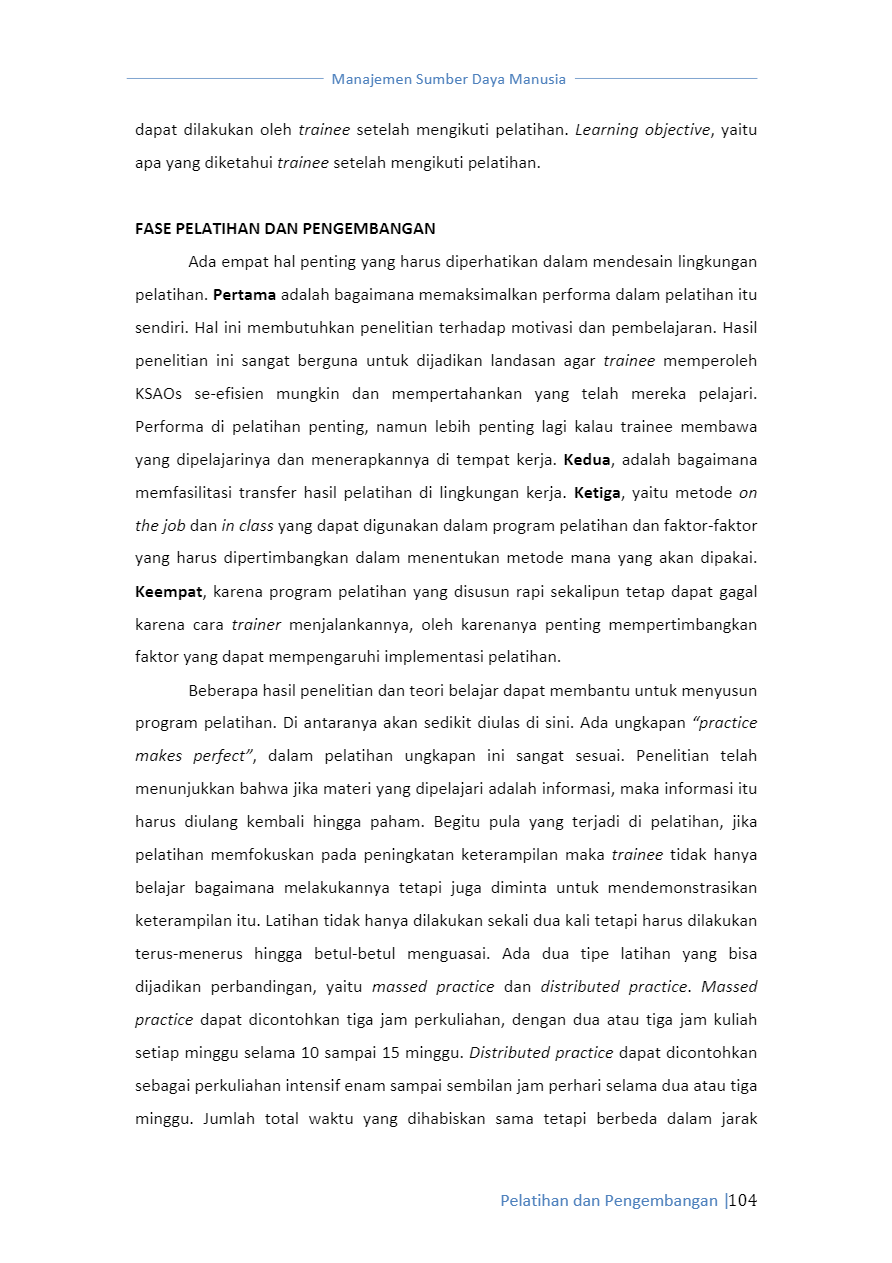 Manajemen Sumber Daya Manusia
dapat dilakukan oleh trainee setelah mengikuti pelatihan. Learning objective, yaitu
apa yang diketahui trainee setelah mengikuti pelatihan.
FASE PELATIHAN DAN PENGEMBANGAN
Ada empat hal penting yang harus diperhatikan dalam mendesain lingkungan
pelatihan. Pertama adalah bagaimana memaksimalkan performa dalam pelatihan itu
sendiri. Hal ini membutuhkan penelitian terhadap motivasi dan pembelajaran. Hasil
penelitian ini sangat berguna untuk dijadikan landasan agar trainee memperoleh
KSAOs se-efisien mungkin dan mempertahankan yang telah mereka pelajari.
Performa di pelatihan penting, namun lebih penting lagi kalau trainee membawa
yang dipelajarinya dan menerapkannya di tempat kerja. Kedua, adalah bagaimana
memfasilitasi transfer hasil pelatihan di lingkungan kerja. Ketiga, yaitu metode on
the job dan in class yang dapat digunakan dalam program pelatihan dan faktor-faktor
yang harus dipertimbangkan dalam menentukan metode mana yang akan dipakai.
Keempat, karena program pelatihan yang disusun rapi sekalipun tetap dapat gagal
karena cara trainer menjalankannya, oleh karenanya penting mempertimbangkan
faktor yang dapat mempengaruhi implementasi pelatihan.
Beberapa hasil penelitian dan teori belajar dapat membantu untuk menyusun
program pelatihan. Di antaranya akan sedikit diulas di sini. Ada ungkapan “practice
makes perfect”, dalam pelatihan ungkapan ini sangat sesuai. Penelitian telah
menunjukkan bahwa jika materi yang dipelajari adalah informasi, maka informasi itu
harus diulang kembali hingga paham. Begitu pula yang terjadi di pelatihan, jika
pelatihan memfokuskan pada peningkatan keterampilan maka trainee tidak hanya
belajar bagaimana melakukannya tetapi juga diminta untuk mendemonstrasikan
keterampilan itu. Latihan tidak hanya dilakukan sekali dua kali tetapi harus dilakukan
terus-menerus hingga betul-betul menguasai. Ada dua tipe latihan yang bisa
dijadikan perbandingan, yaitu massed practice dan distributed practice. Massed
practice dapat dicontohkan tiga jam perkuliahan, dengan dua atau tiga jam kuliah
setiap minggu selama 10 sampai 15 minggu. Distributed practice dapat dicontohkan
sebagai perkuliahan intensif enam sampai sembilan jam perhari selama dua atau tiga
minggu. Jumlah total waktu yang dihabiskan sama tetapi berbeda dalam jarak
Pelatihan dan Pengembangan |104